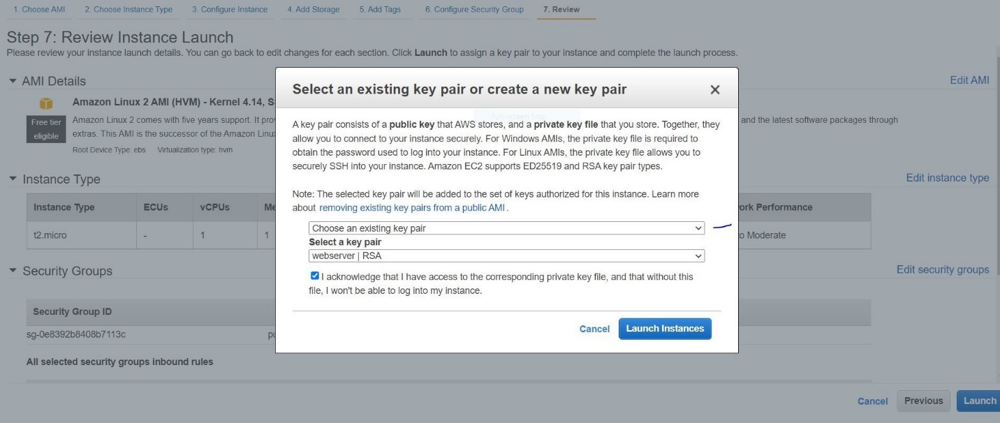 1. Choose AMI 2. Choose Instance Type 3. Configure Instance 4. Add Storage 5. Add Tags 6. Configure Security Group 7. Review
Step 7: Review Instance Launch
Please review your instance launch details. You can go back to edit changes for each section. Click Launch to assign a key pair to your instance and complete the launch process.
AMI Details
Edit AMI
Amazon Linux 2 AMI (HVM) - Kernel 4.14,
Free tier
eligible
Amazon Linux 2 comes with five years support. It
and the latest software packages through
extras. This AMI is the successor of the Amazon
Root Device Type: ebs Virtualization type: hvm
Select an existing key pair or create a new key pair
A key pair consists of a public key that AWS stores, and a private key file that you store. Together, they
allow you to connect to your instance securely. For Windows AMIs, the private key file is required to
obtain the password used to log into your instance. For Linux AMIs, the private key file allows you to
securely SSH into your instance. Amazon EC2 supports ED25519 and RSA key pair types.
Note: The selected key pair will be added to the set of keys authorized for this instance. Learn more
about removing existing key pairs from a public AMI .
Choose an existing key pair
Select a key pair
webserver | RSA
I acknowledge that I have access to the corresponding private key file, and that without this
file, I won't be able to log into my instance.
Cancel Launch Instances
Instance Type
Edit instance type
Instance Type ECUs vCPUs Me
ork Performance
t2.micro - 1 1
o Moderate
Security Groups
Edit security groups
Security Group ID
sg-0e8392b8408b7113c
All selected security groups inbound rules
Cancel Previous Launch